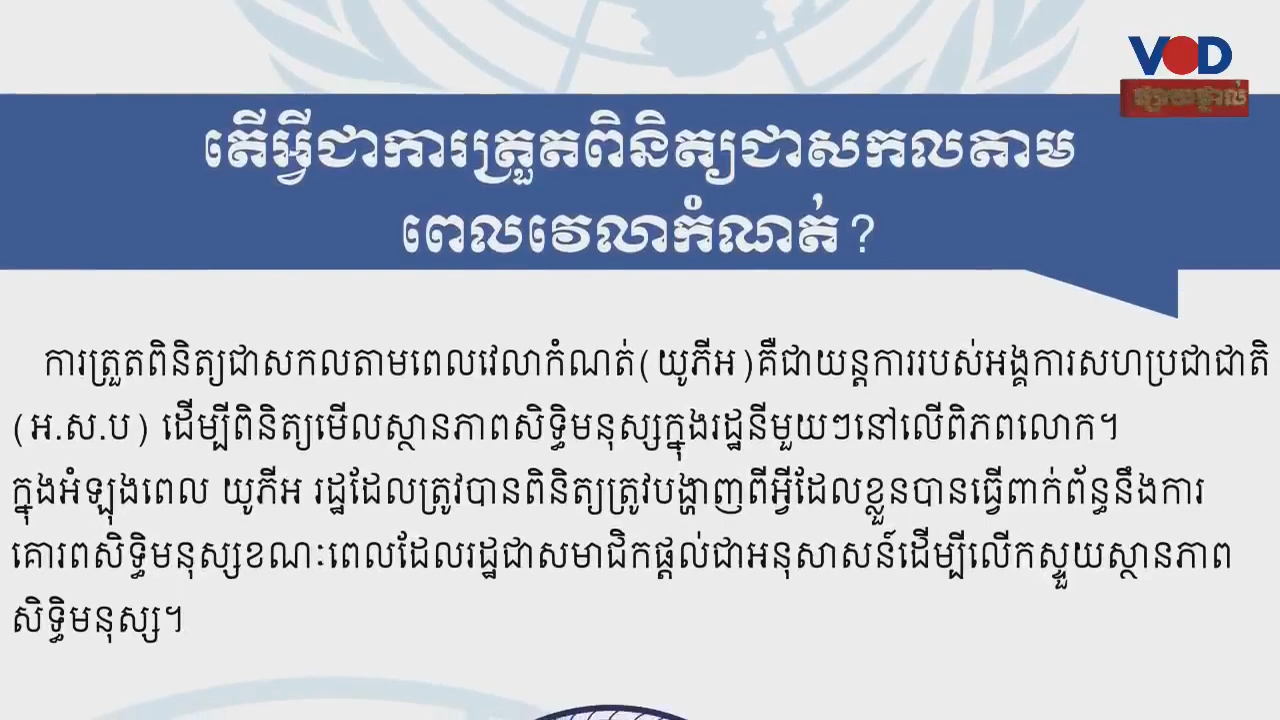 VOD
ផ្សាយផ្ទាល់
តើអ្វីជាការត្រួតពិនិត្យជាសកលតាម
ពេលវេលាកំណត់?
ការត្រួតពិនិត្យជាសកលតាមពេលវេលាកំណត់(យូភីអ)គឺជាយន្តការរបស់អង្គការសហប្រជាជាតិ
(អ.ស.ប) ដើម្បីពិនិត្យមើលស្ថានភាពសិទ្ធិមនុស្សក្នុងរដ្ឋនីមួយៗនៅលើពិភពលោក។
ក្នុងអំឡុងពេល យូភីអ រដ្ឋដែលត្រូវបានពិនិត្យត្រូវបង្ហាញពីអ្វីដែលខ្លួនបានធ្វើពាក់ព័ន្ធនឹងការ
គោរពសិទ្ធិមនុស្សខណៈពេលដែលរដ្ឋជាសមាជិកផ្តល់ជាអនុសាសន៍ដើម្បីលើកស្ទួយស្ថានភាព
សិទ្ធិមនុស្ស។